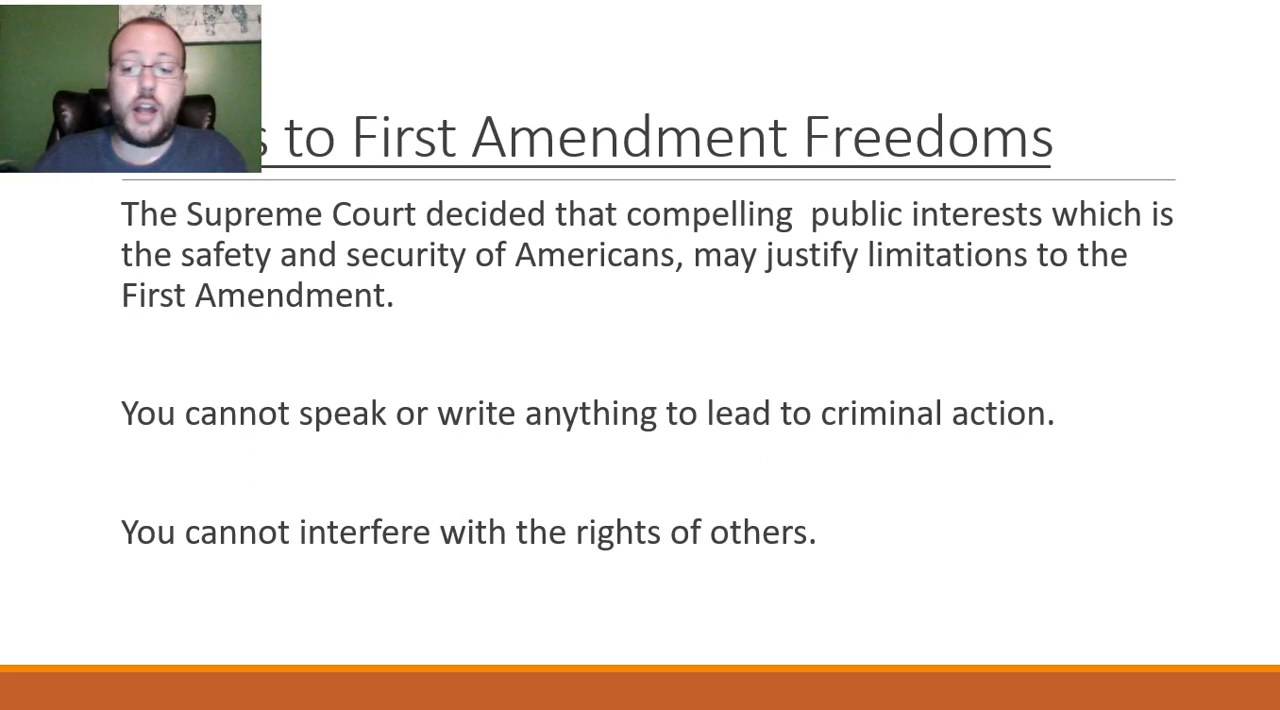 to First Amendment Freedoms
The Supreme Court decided that compelling  public interests which is
the safety and security of Americans, may justify limitations to the
First Amendment.
You cannot speak or write anything to lead to criminal action.
You cannot interfere with the rights of others.